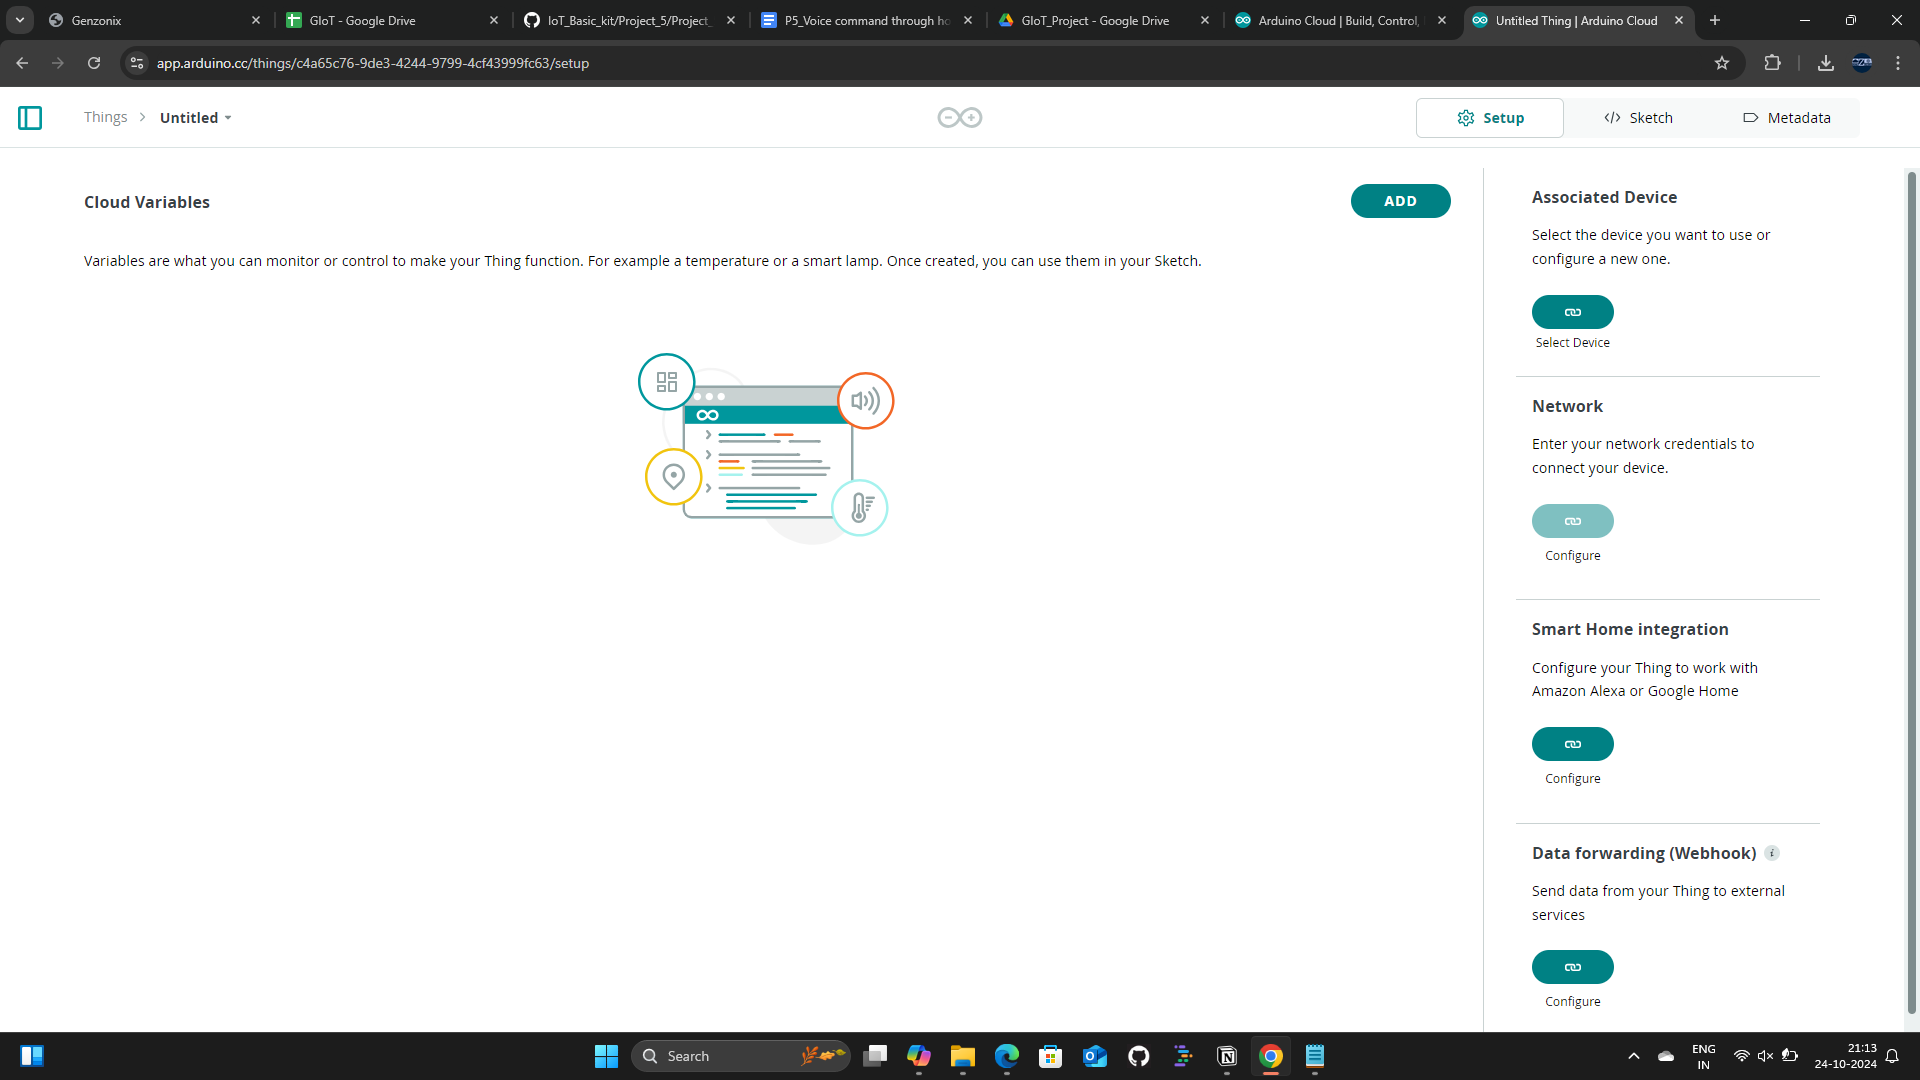 Genzonix
GIoT - Google Drive
IoT_Basic_kit/Project_5/Project_
P5_Voice command through ho
GIoT_Project - Google Drive
Arduino Cloud | Build, Control,
Untitled Thing | Arduino Cloud
app.arduino.cc/things/c4a65c76-9de3-4244-9799-4cf43999fc63/setup
Things
Untitled
Setup
Sketch
Metadata
Cloud Variables
ADD
Variables are what you can monitor or control to make your Thing function. For example a temperature or a smart lamp. Once created, you can use them in your Sketch.
Associated Device
Select the device you want to use or
configure a new one.
Select Device
Network
Enter your network credentials to
connect your device.
Configure
Smart Home integration
Configure your Thing to work with
Amazon Alexa or Google Home
Configure
Data forwarding (Webhook)
Send data from your Thing to external
services
Configure
Search
ENG
IN
21:13
24-10-2024